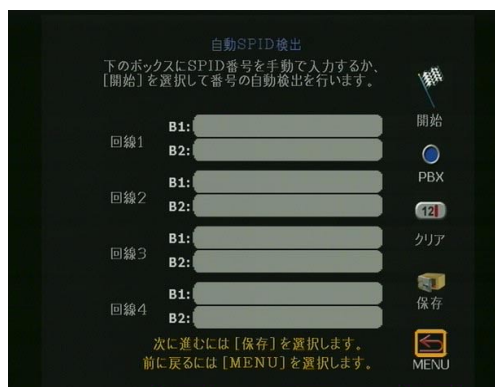 自動SPID検出
下のボックスにSPID番号を手動で入力するか、
[開始]を選択して番号の自動検出を行います。
開始
回線1
B1:
B2:
PBX
回線2
B1:
B2:
12
クリア
回線3
B1:
B2:
保存
回線4
B1:
B2:
次に進むには[保存]を選択します。
前に戻るには[MENU]を選択します。
MENU